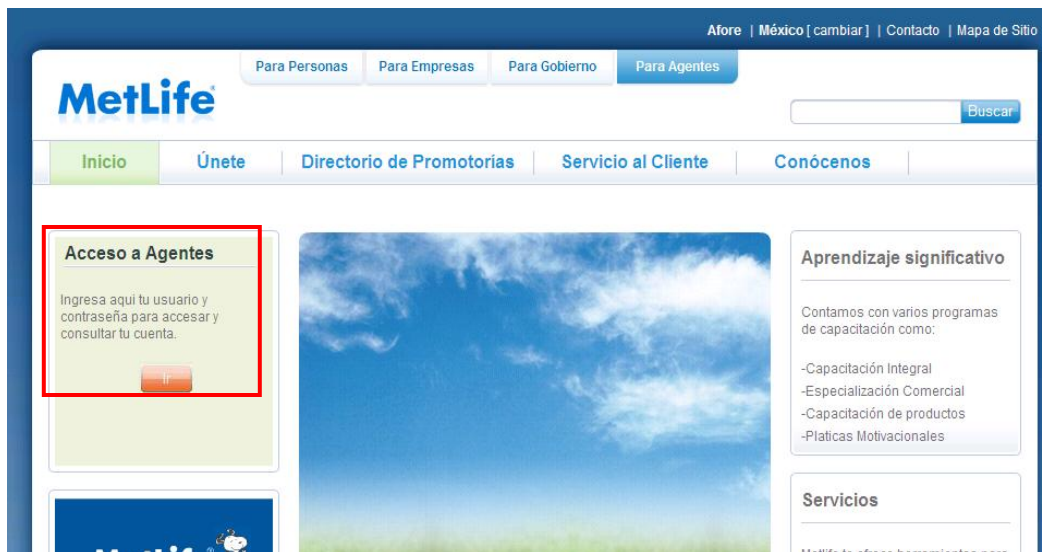 Afore | México [ cambiar ] | Contacto | Mapa de Sitio
Para Personas Para Empresas Para Gobierno Para Agentes
MetLife
Buscar
Inicio Únete Directorio de Promotorías Servicio al Cliente Conócenos
Acceso a Agentes
Ingresa aqui tu usuario y
contraseña para accesar y
consultar tu cuenta.
Ir
Aprendizaje significativo
Contamos con varios programas
de capacitación como:
-Capacitación Integral
-Especialización Comercial
-Capacitación de productos
-Platicas Motivacionales
Servicios